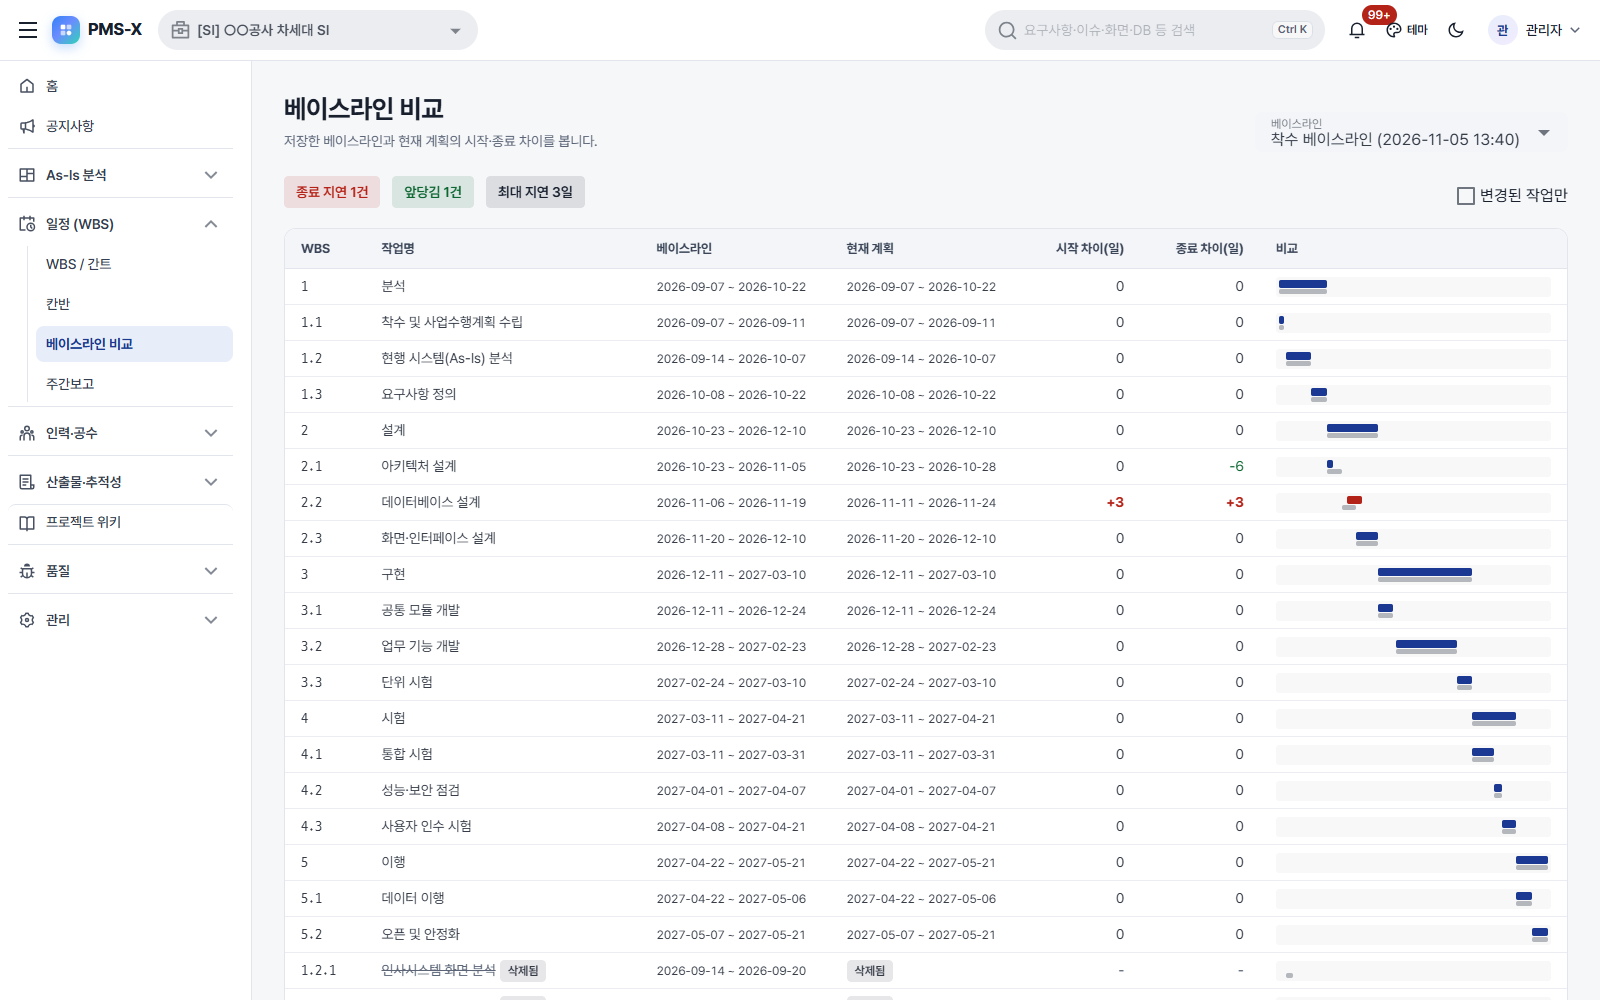 PMS-X
[SI] 〇〇공사 차세대 SI
요구사항·이슈·화면·DB 등 검색
Ctrl K
99+
테마
관
관리자
홈
공지사항
As-Is 분석
일정 (WBS)
WBS / 간트
칸반
베이스라인 비교
주간보고
인력·공수
산출물·추적성
프로젝트 위키
품질
관리
베이스라인 비교
저장한 베이스라인과 현재 계획의 시작·종료 차이를 봅니다.
베이스라인
착수 베이스라인 (2026-11-05 13:40)
종료 지연 1건
앞당김 1건
최대 지연 3일
변경된 작업만
WBS 작업명 베이스라인 현재 계획 시작 차이(일) 종료 차이(일) 비교
1 분석 2026-09-07 ~ 2026-10-22 2026-09-07 ~ 2026-10-22 0 0
1.1 착수 및 사업수행계획 수립 2026-09-07 ~ 2026-09-11 2026-09-07 ~ 2026-09-11 0 0
1.2 현행 시스템(As-Is) 분석 2026-09-14 ~ 2026-10-07 2026-09-14 ~ 2026-10-07 0 0
1.3 요구사항 정의 2026-10-08 ~ 2026-10-22 2026-10-08 ~ 2026-10-22 0 0
2 설계 2026-10-23 ~ 2026-12-10 2026-10-23 ~ 2026-12-10 0 0
2.1 아키텍처 설계 2026-10-23 ~ 2026-11-05 2026-10-23 ~ 2026-10-28 0 -6
2.2 데이터베이스 설계 2026-11-06 ~ 2026-11-19 2026-11-11 ~ 2026-11-24 +3 +3
2.3 화면·인터페이스 설계 2026-11-20 ~ 2026-12-10 2026-11-20 ~ 2026-12-10 0 0
3 구현 2026-12-11 ~ 2027-03-10 2026-12-11 ~ 2027-03-10 0 0
3.1 공통 모듈 개발 2026-12-11 ~ 2026-12-24 2026-12-11 ~ 2026-12-24 0 0
3.2 업무 기능 개발 2026-12-28 ~ 2027-02-23 2026-12-28 ~ 2027-02-23 0 0
3.3 단위 시험 2027-02-24 ~ 2027-03-10 2027-02-24 ~ 2027-03-10 0 0
4 시험 2027-03-11 ~ 2027-04-21 2027-03-11 ~ 2027-04-21 0 0
4.1 통합 시험 2027-03-11 ~ 2027-03-31 2027-03-11 ~ 2027-03-31 0 0
4.2 성능·보안 점검 2027-04-01 ~ 2027-04-07 2027-04-01 ~ 2027-04-07 0 0
4.3 사용자 인수 시험 2027-04-08 ~ 2027-04-21 2027-04-08 ~ 2027-04-21 0 0
5 이행 2027-04-22 ~ 2027-05-21 2027-04-22 ~ 2027-05-21 0 0
5.1 데이터 이행 2027-04-22 ~ 2027-05-06 2027-04-22 ~ 2027-05-06 0 0
5.2 오픈 및 안정화 2027-05-07 ~ 2027-05-21 2027-05-07 ~ 2027-05-21 0 0
1.2.1 인사시스템 화면 분석 삭제됨 2026-09-14 ~ 2026-09-20 삭제됨 - -